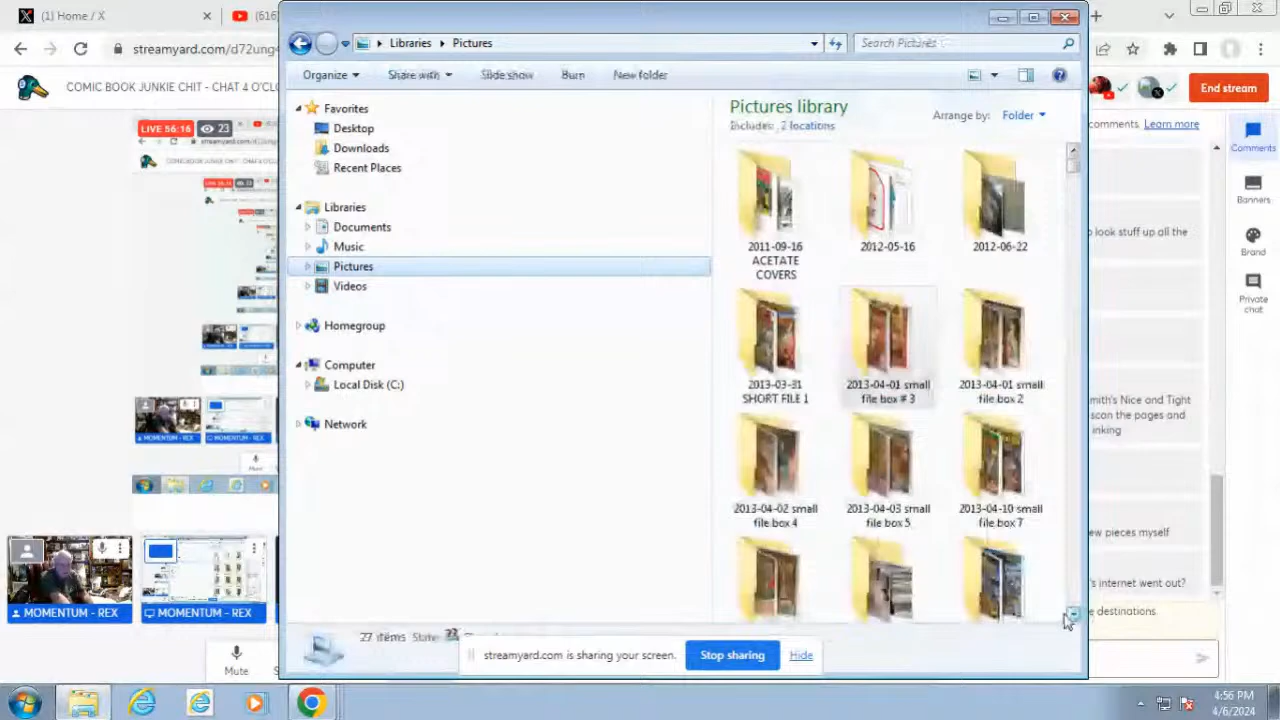 (1) Home / X
(616)
streamyard.com/d72ung
COMIC BOOK JUNKIE CHIT - CHAT 4 O'CL
End stream
Libraries
Pictures
Search Pictures
Organize
Share with
Slide show
Burn
New folder
Favorites
Desktop
Downloads
Recent Places
Libraries
Documents
Music
Pictures
Videos
Homegroup
Computer
Local Disk (C:)
Network
Pictures library
Includes: 2 locations
Arrange by:
Folder
2011-09-16
ACETATE
COVERS
2012-05-16
2012-06-22
2013-03-31
SHORT FILE 1
2013-04-01 small
file box # 3
2013-04-01 small
file box 2
2013-04-02 small
file box 4
2013-04-03 small
file box 5
2013-04-10 small
file box 7
27 items
State:
streamyard.com is sharing your screen.
Stop sharing
Hide
LIVE 56:16
23
MOMENTUM - REX
MOMENTUM - REX
MOMENTUM - REX
MOMENTUM - REX
Mute
omments.
Learn more
Comments
Banners
Brand
Private
chat
o look stuff up all the
mith's Nice and Tight
scan the pages and
inking
ew pieces myself
's internet went out?
e destinations.
4:56 PM
4/6/2024